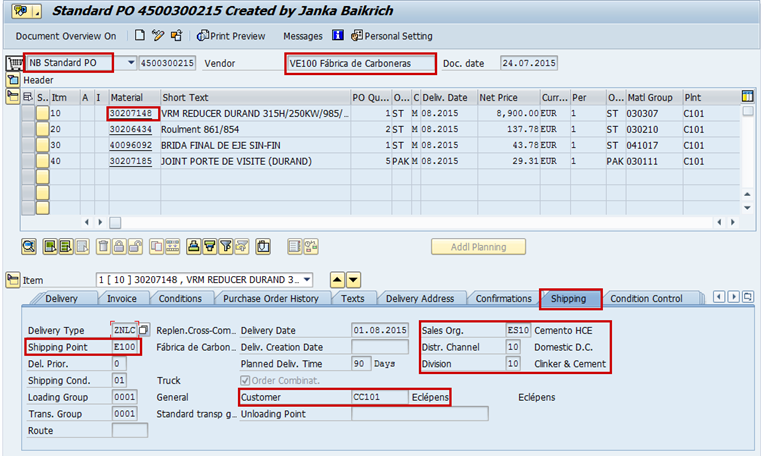 Standard PO 4500300215 Created by Janka Baikrich
Document Overview On Print Preview Messages Personal Setting
NB Standard PO 4500300215 Vendor VE100 Fábrica de Carboneras Doc. date 24.07.2015
Header
S.. Itm A I Material Short Text PO Qu... O... C Deliv. Date Net Price Curr... Per O... Matl Group Plnt
10 30207148 VRM REDUCER DURAND 315H/250KW/985/… 1 ST M 08.2015 8,900.00 EUR 1 ST 030307 C101
20 30206434 Roulment 861/854 2 ST M 08.2015 137.78 EUR 1 ST 030210 C101
30 40096092 BRIDA FINAL DE EJE SIN-FIN 1 ST M 08.2015 43.78 EUR 1 ST 041017 C101
40 30207185 JOINT PORTE DE VISITE (DURAND) 5 PAK M 08.2015 29.31 EUR 1 PAK 030111 C101
Addl Planning
Item 1 [ 10 ] 30207148 , VRM REDUCER DURAND 3...
Delivery Invoice Conditions Purchase Order History Texts Delivery Address Confirmations Shipping Condition Control
Delivery Type ZNLC Replen.Cross-Com… Delivery Date 01.08.2015 Sales Org. ES10 Cemento HCE
Shipping Point E100 Fábrica de Carbon… Deliv. Creation Date Distr. Channel 10 Domestic D.C.
Del. Prior. 0 Planned Deliv. Time 90 Days Division 10 Clinker & Cement
Shipping Cond. 01 Truck Order Combinat.
Loading Group 0001 General Customer CC101 Eclépens Eclépens
Trans. Group 0001 Standard transp g… Unloading Point
Route